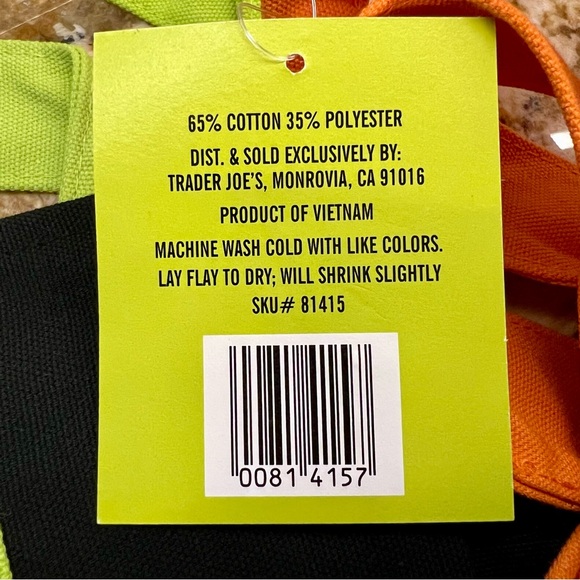 65% COTTON 35% POLYESTER
DIST. & SOLD EXCLUSIVELY BY:
TRADER JOE'S, MONROVIA, CA 91016
PRODUCT OF VIETNAM
MACHINE WASH COLD WITH LIKE COLORS.
LAY FLAY TO DRY; WILL SHRINK SLIGHTLY
SKU# 81415
0081 4157